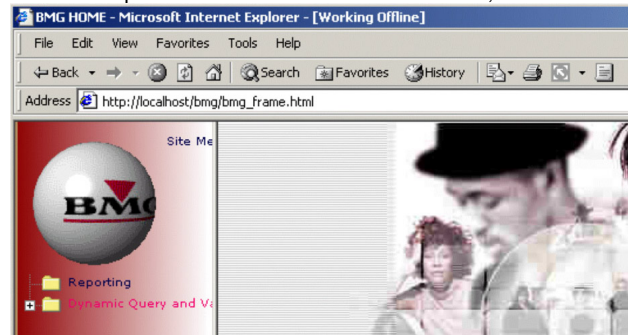 BMG HOME - Microsoft Internet Explorer - [Working Offline]
File Edit View Favorites Tools Help
Back Search Favorites History
Address http://localhost/bmg/bmg_frame.html
Site Me
BMG
Reporting
Dynamic Query and Va